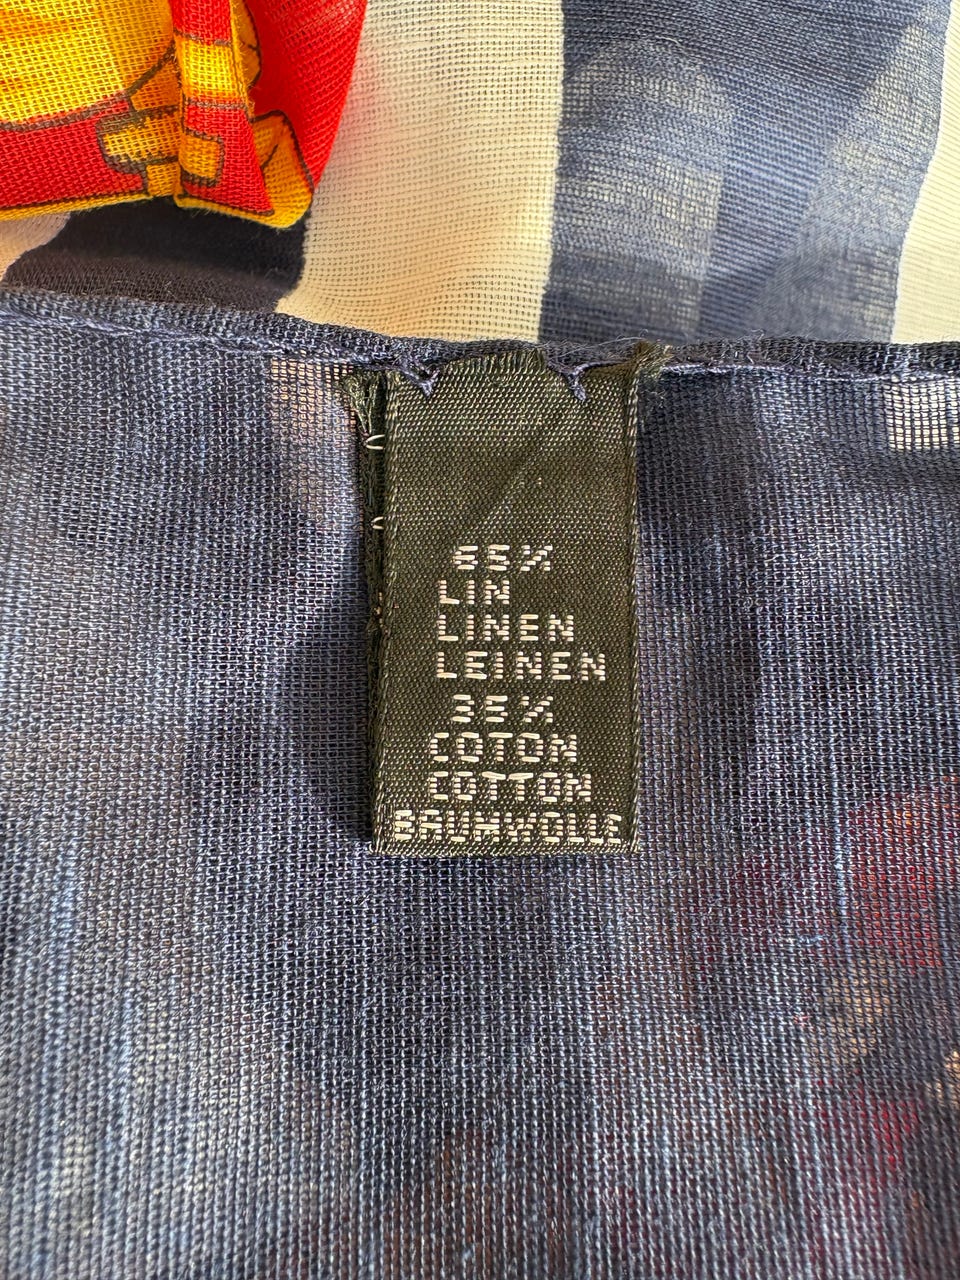 65%
LIN
LINEN
LEINEN
35%
COTON
COTTON
BAUMWOLLE